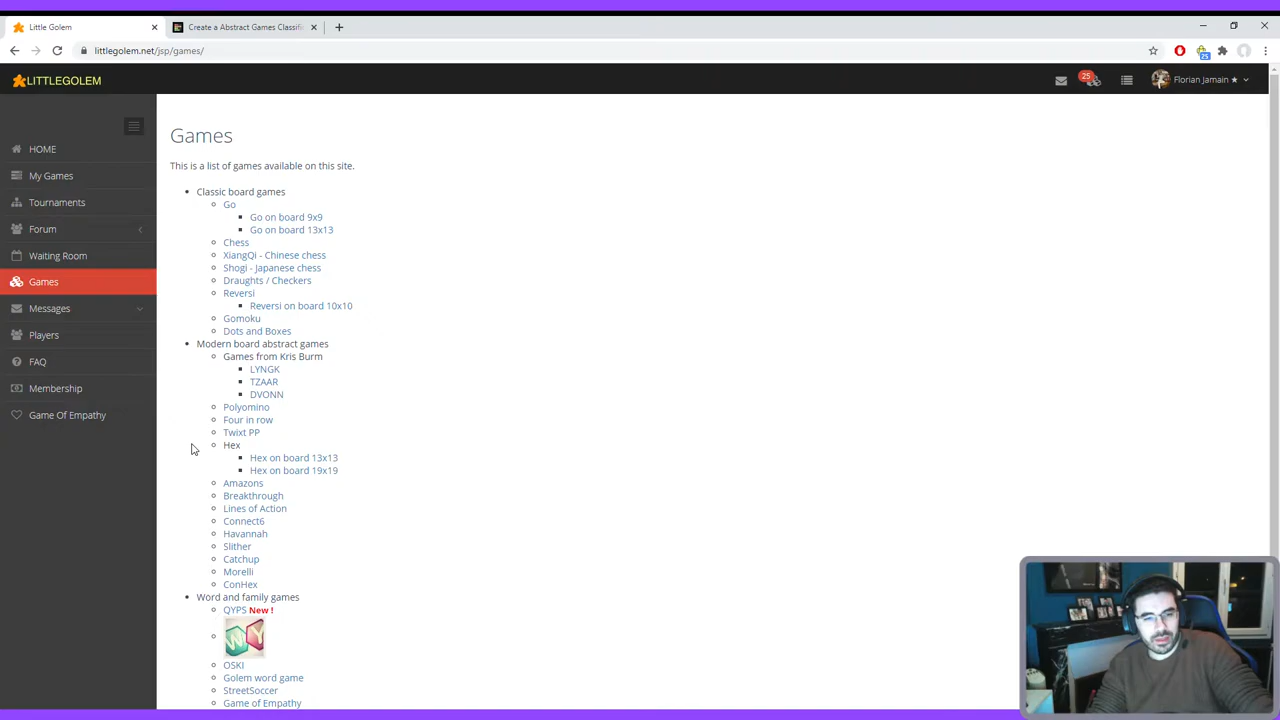 Little Golem
Create a Abstract Games Classifi
littlegolem.net/jsp/games/
25
LITTLEGOLEM
25
Florian Jamain ★
HOME
My Games
Tournaments
Forum
Waiting Room
Games
Messages
Players
FAQ
Membership
Game Of Empathy
Games
This is a list of games available on this site.
Classic board games
Go
Go on board 9x9
Go on board 13x13
Chess
XiangQi - Chinese chess
Shogi - Japanese chess
Draughts / Checkers
Reversi
Reversi on board 10x10
Gomoku
Dots and Boxes
Modern board abstract games
Games from Kris Burm
LYNGK
TZAAR
DVONN
Polyomino
Four in row
Twixt PP
Hex
Hex on board 13x13
Hex on board 19x19
Amazons
Breakthrough
Lines of Action
Connect6
Havannah
Slither
Catchup
Morelli
ConHex
Word and family games
QYPS New !
W Y
OSKI
Golem word game
StreetSoccer
Game of Empathy